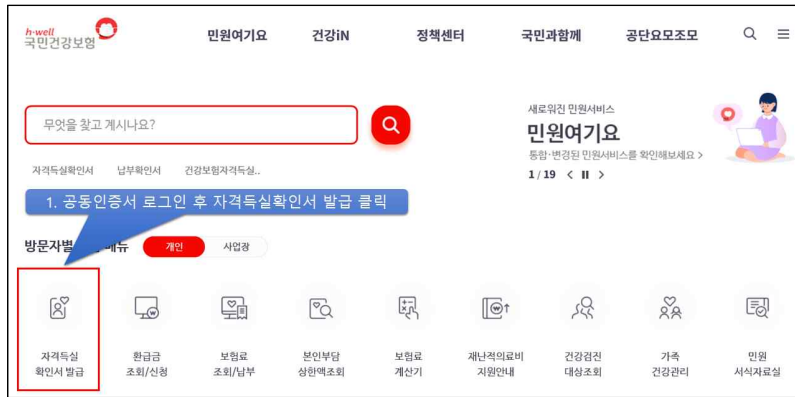 h·well
국민건강보험
민원여기요 건강iN 정책센터 국민과함께 공단요모조모
무엇을 찾고 계시나요?
자격득실확인서 납부확인서 건강보험자격득실..
새로워진 민원서비스
민원여기요
통합·변경된 민원서비스를 확인해보세요 >
1 / 19 < II >
1. 공동인증서 로그인 후 자격득실확인서 발급 클릭
방문자별 메뉴 개인 사업장
자격득실 확인서 발급
환급금 조회/신청
보험료 조회/납부
본인부담 상한액조회
보험료 계산기
재난적의료비 지원안내
건강검진 대상조회
가족 건강관리
민원 서식자료실